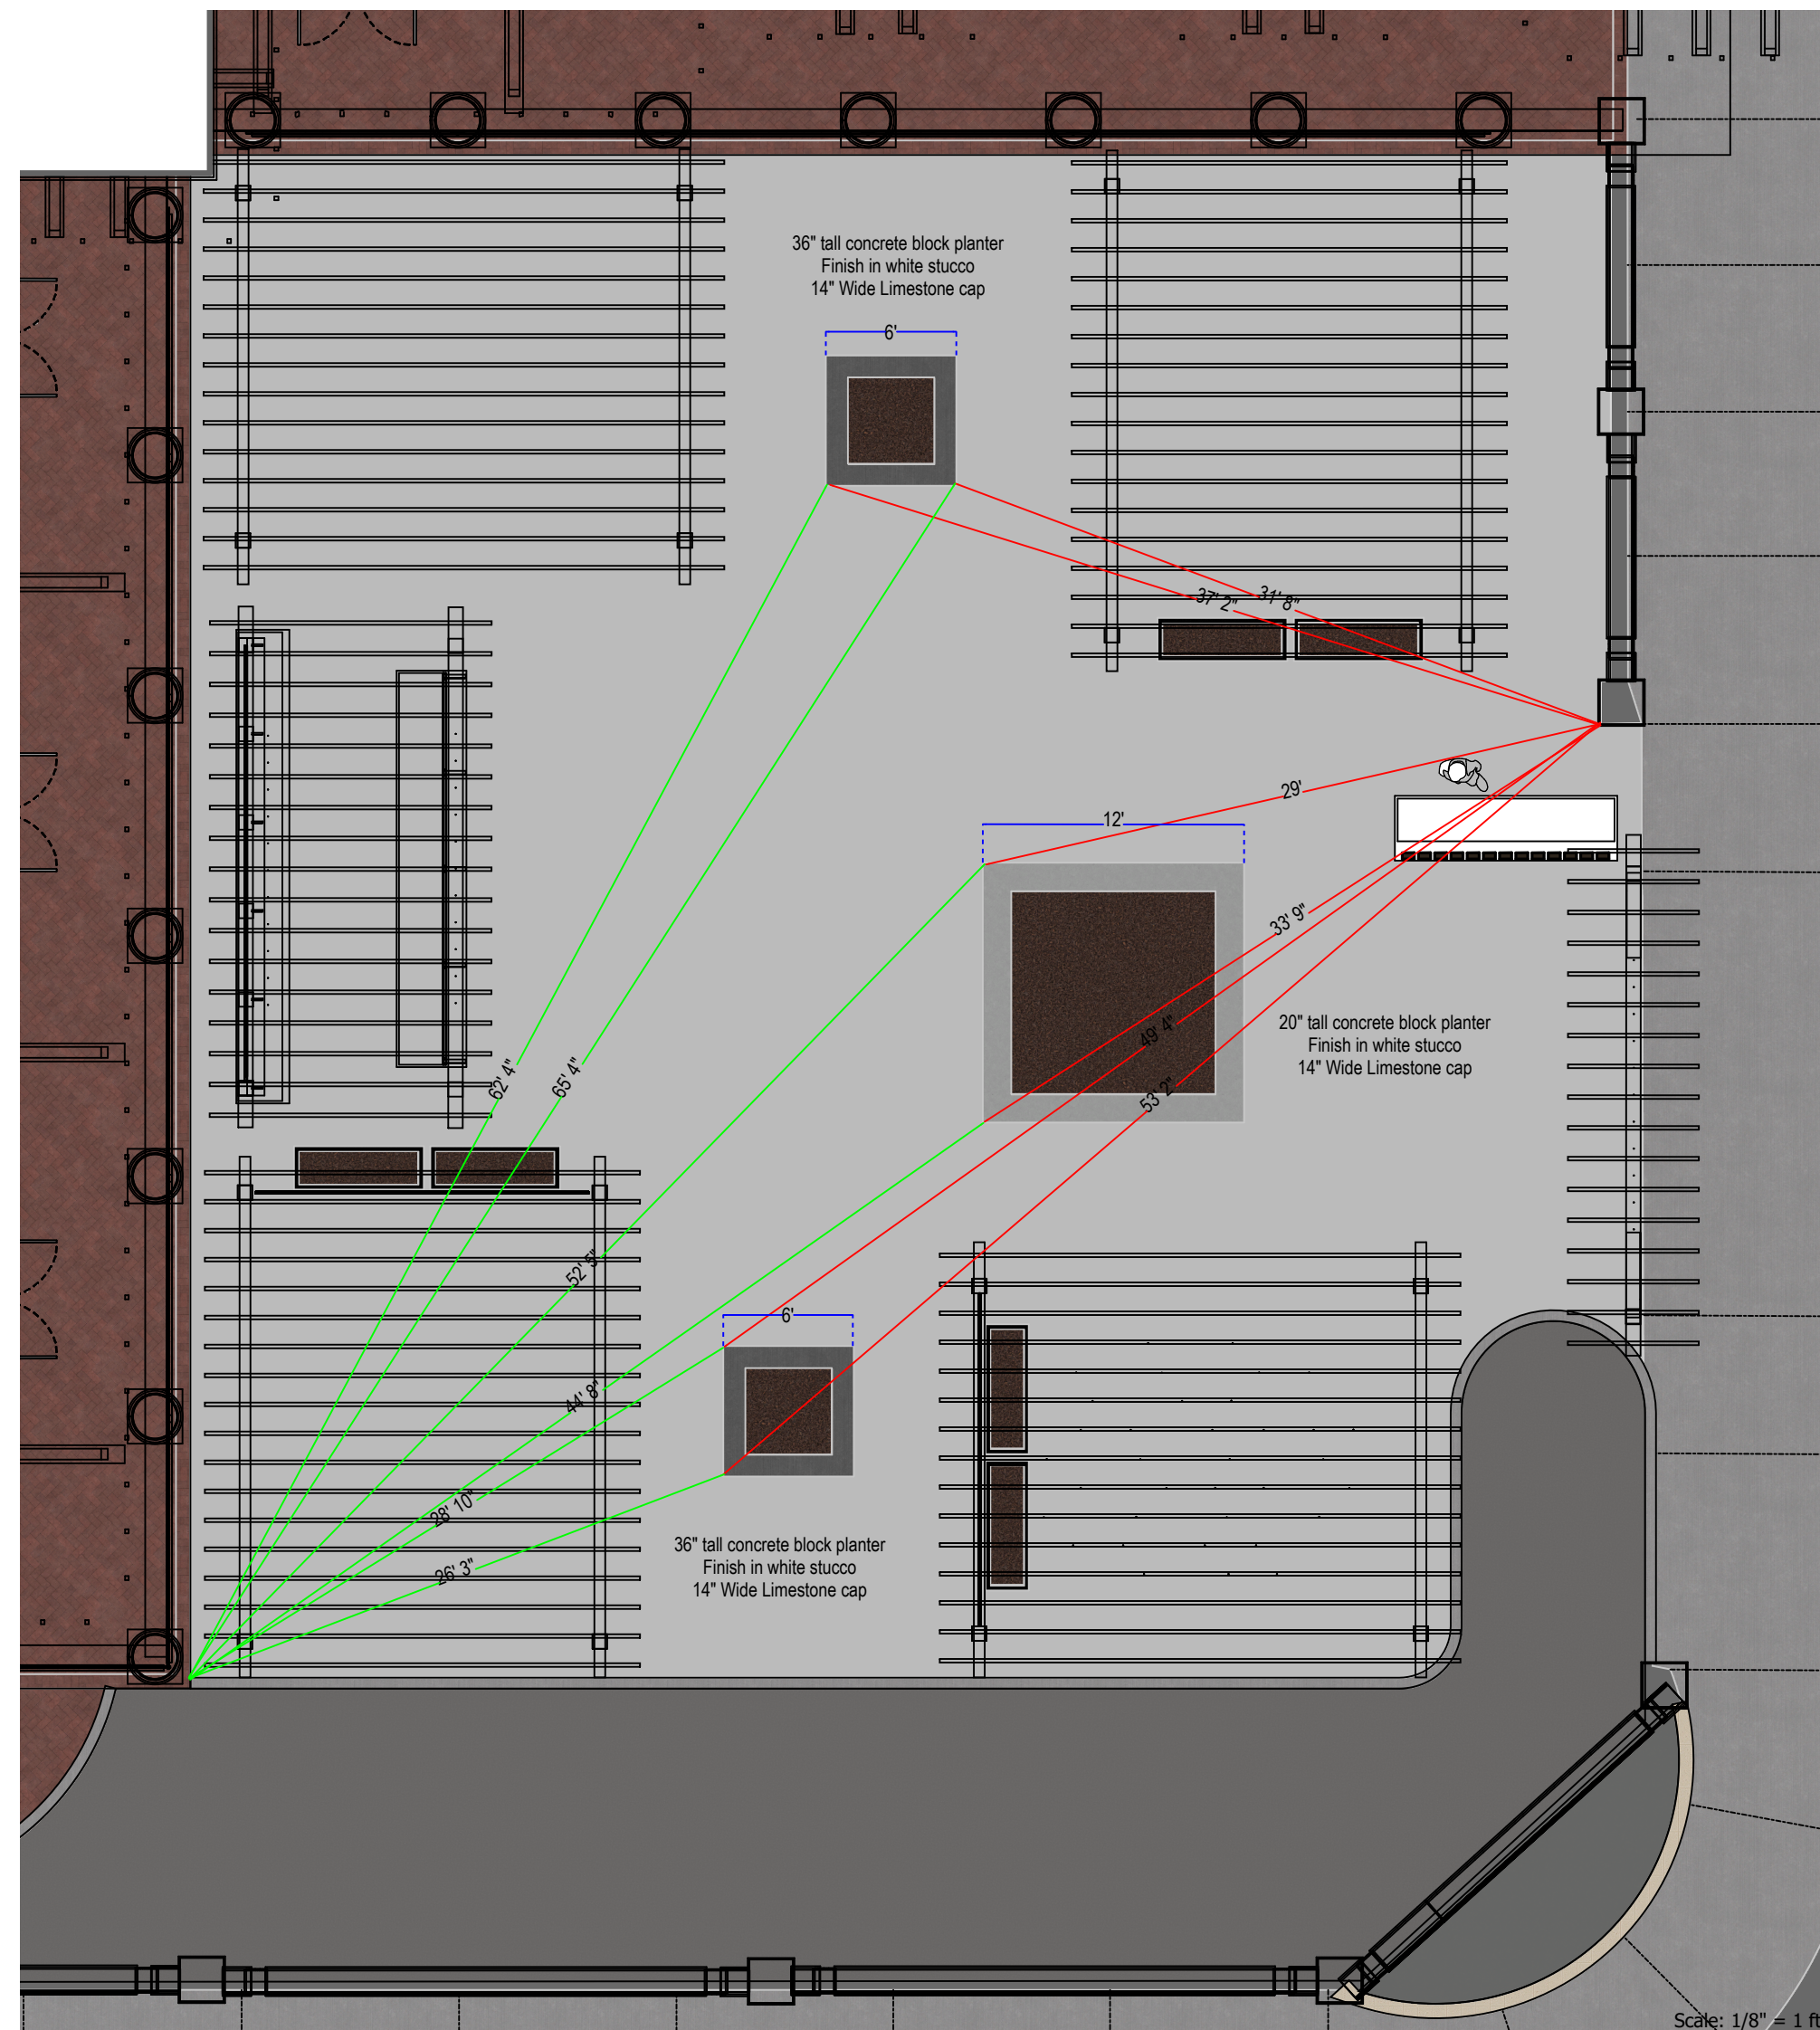 36" tall concrete block planter
Finish in white stucco
14" Wide Limestone cap
6'
37' 2"
31' 8"
29'
12'
33' 9"
49' 4"
53' 2"
20" tall concrete block planter
Finish in white stucco
14" Wide Limestone cap
62' 4"
65' 4"
52' 5"
6'
44' 8"
28' 10"
26' 3"
36" tall concrete block planter
Finish in white stucco
14" Wide Limestone cap
Scale: 1/8" = 1 ft